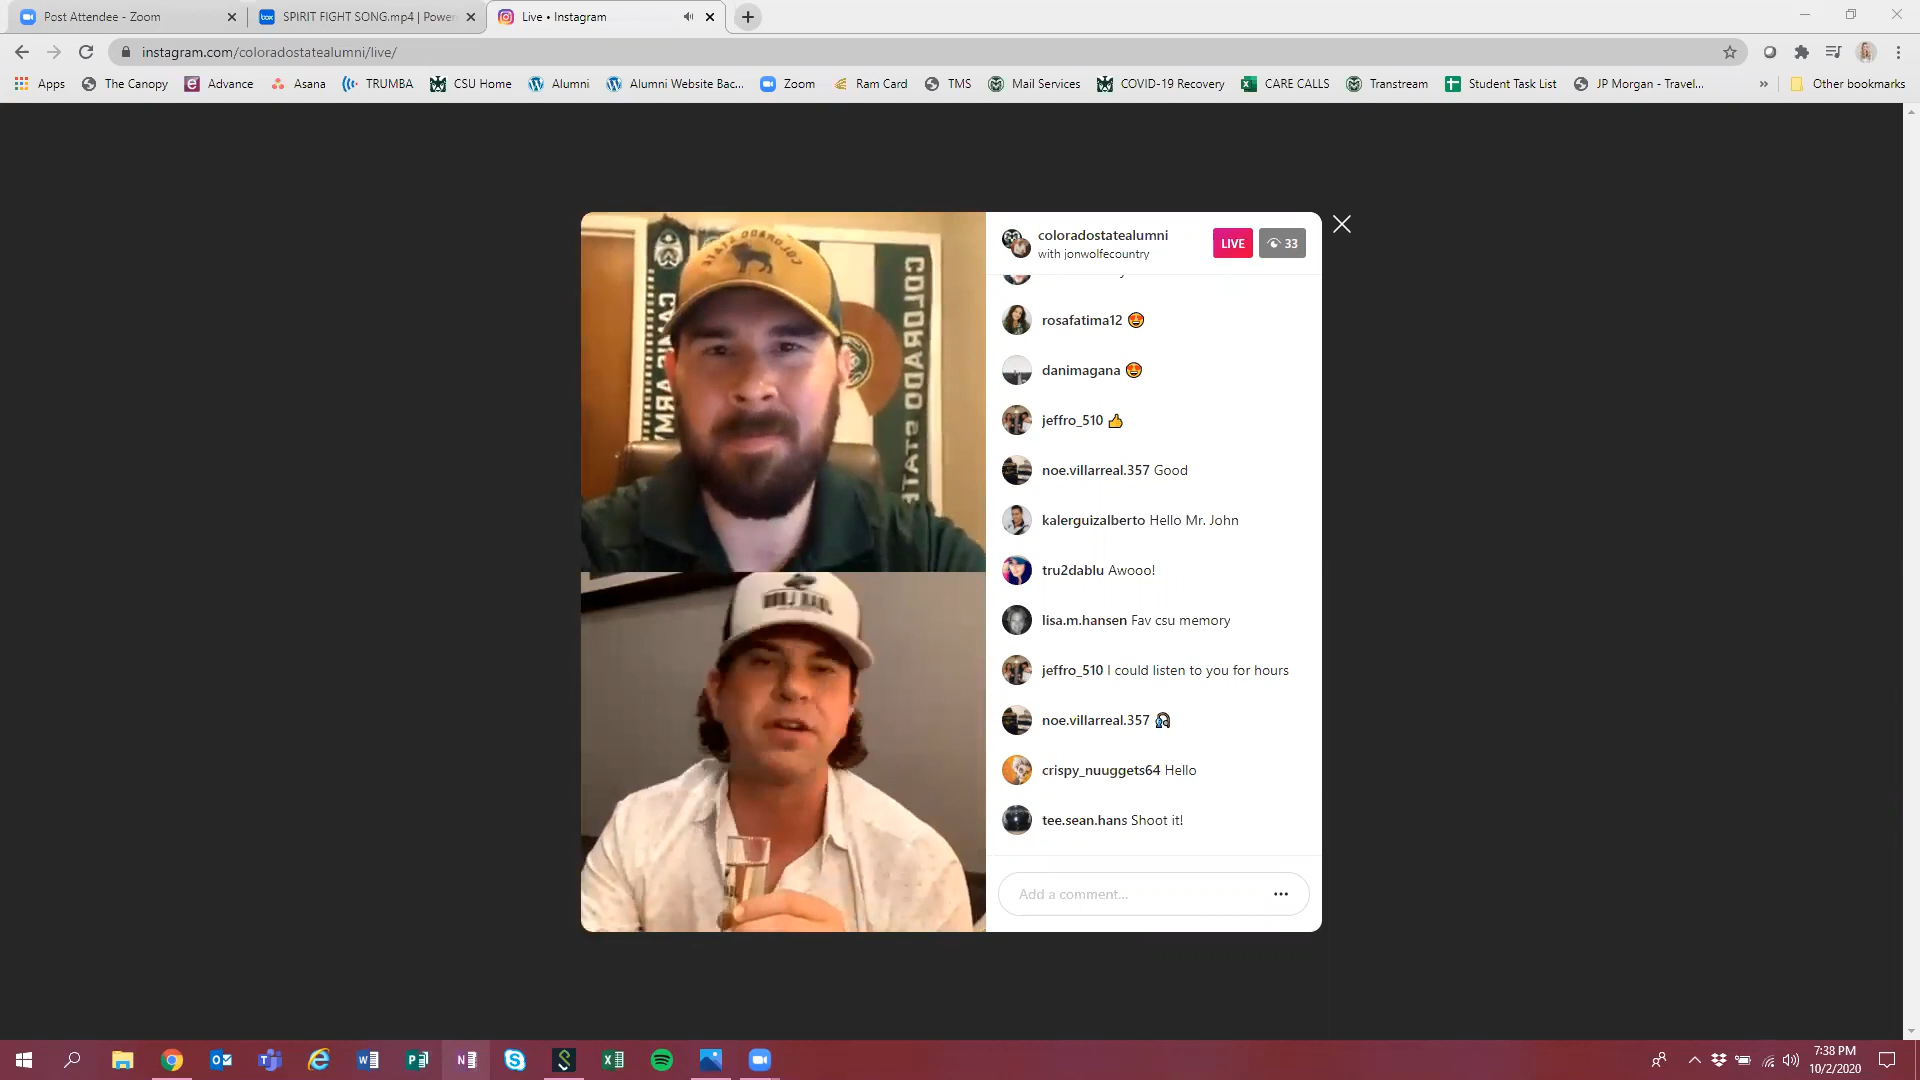 Post Attendee - Zoom
box
SPIRIT FIGHT SONG.mp4 | Power
Live • Instagram
instagram.com/coloradostatealumni/live/
Apps
The Canopy
Advance
Asana
TRUMBA
CSU Home
Alumni
Alumni Website Bac...
Zoom
Ram Card
TMS
Mail Services
COVID-19 Recovery
CARE CALLS
Transtream
Student Task List
JP Morgan - Travel...
»
Other bookmarks
COLORADO STATE
COLORADO STATE
CAM'S ARMY
coloradostatealumni
with jonwolfecountry
LIVE
33
rosafatima12 😍
danimagana 😍
jeffro_510 👍
noe.villarreal.357 Good
kalerguizalberto Hello Mr. John
tru2dablu Awooo!
lisa.m.hansen Fav csu memory
jeffro_510 I could listen to you for hours
noe.villarreal.357
crispy_nuuggets64 Hello
tee.sean.hans Shoot it!
Add a comment...
7:38 PM
10/2/2020